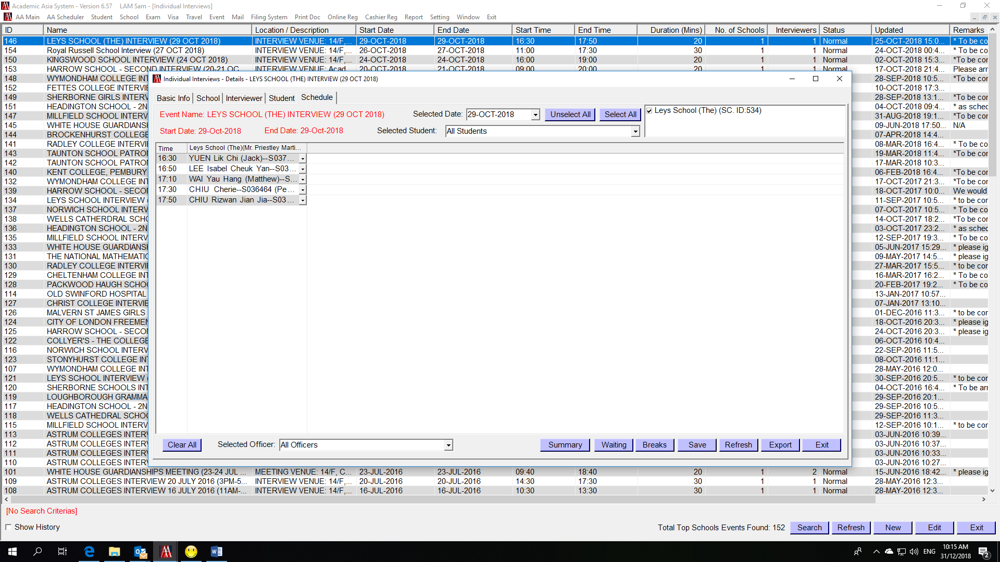 Academic Asia System - Version 6.57 LAM Sam - [Individual Interviews]
AA Main AA Scheduler Student School Exam Visa Travel Event Mail Filing System Print Doc Online Reg Cashier Reg Report Setting Window Exit
ID Name Location / Description Start Date End Date Start Time End Time Duration (Mins) No. of Schools Interviewers Status Updated Remarks
146 LEYS SCHOOL (THE) INTERVIEW (29 OCT 2018) INTERVIEW VENUE: 14/F,... 29-OCT-2018 29-OCT-2018 16:30 17:50 20 1 1 Normal 25-OCT-2018 15:0... * To be co
154 Royal Russell School Interview (27 OCT 2018) INTERVIEW VENUE: 14/F,... 26-OCT-2018 27-OCT-2018 11:00 17:30 30 1 1 Normal 24-OCT-2018 00:4... * To be co
150 KINGSWOOD SCHOOL INTERVIEW (24 OCT 2018) INTERVIEW VENUE: 14/F,... 24-OCT-2018 24-OCT-2018 16:00 19:00 20 1 1 Normal 02-OCT-2018 15:3... *To be cor
153 HARROW SCHOOL - SECOND INTERVIEW (20-21 OC... INTERVIEW VENUE: Acad... 20-OCT-2018 21-OCT-2018 09:00 20:00 20 1 1 Normal 17-OCT-2018 21:4... Please arr
148 WYMONDHAM COLLEGE INT 28-SEP-2018 10:5... *To be cor
152 FETTES COLLEGE INTERVIE 10-OCT-2018 17:3...
149 SHERBORNE GIRLS INTERV 28-SEP-2018 13:1... *To be cor
151 HEADINGTON SCHOOL - 2N 04-OCT-2018 09:4... * as sched
147 MILLFIELD SCHOOL INTERV 31-AUG-2018 19:1... *To be cor
145 WHITE HOUSE GUARDIANSH 09-JUN-2018 17:50... N/A
144 BROCKENHURST COLLEGE 07-APR-2018 14:4...
141 RADLEY COLLEGE INTERVIE 08-MAR-2018 16:4... * To be co
143 TAUNTON SCHOOL PATRON 19-MAR-2018 11:4... *To be cor
142 TAUNTON SCHOOL PATRON 17-MAR-2018 10:3...
140 KENT COLLEGE, PEMBURY 06-FEB-2018 16:4... *To be cor
132 WYMONDHAM COLLEGE INT 17-OCT-2017 21:3... *To be cor
139 HARROW SCHOOL - SECO 18-OCT-2017 10:0... We would
134 LEYS SCHOOL INTERVIEW ( 11-SEP-2017 10:5... * to be cor
137 NORWICH SCHOOL INTERV 07-OCT-2017 10:5... * To be co
138 WELLS CATHERDRAL SCHO 14-OCT-2017 18:2... *To be cor
136 HEADINGTON SCHOOL - 2N 03-OCT-2017 23:2... * as sched
135 MILLFIELD SCHOOL INTERV 12-SEP-2017 19:3... * To be co
133 WHITE HOUSE GUARDIANSH 05-JUN-2017 15:29... * please ig
131 THE NATIONAL MATHEMATIC 09-MAY-2017 14:5... * please ig
130 RADLEY COLLEGE INTERVIE 27-MAR-2017 15:5... * to be cor
129 CHELTENHAM COLLEGE INT 16-MAR-2017 16:2... * To be co
128 PACKWOOD HAUGH SCHOO 20-FEB-2017 19:2... * To be co
114 OLD SWINFORD HOSPITAL 13-JAN-2017 10:57...
127 CHRIST COLLEGE INTERVIE 07-JAN-2017 13:10...
126 MALVERN ST JAMES GIRLS 01-DEC-2016 11:3... * to be cor
124 CITY OF LONDON FREEMEN 18-OCT-2016 20:3... * please ig
125 HARROW SCHOOL - SECON 24-OCT-2016 20:3... * please ig
122 COLLYER'S - THE COLLEGE 06-OCT-2016 10:4...
116 NORWICH SCHOOL INTERV 22-SEP-2016 11:5...
123 STONYHURST COLLEGE INT 08-OCT-2016 11:1...
107 WYMONDHAM COLLEGE INT 28-MAY-2016 12:0...
121 LEYS SCHOOL INTERVIEW ( 30-SEP-2016 20:5... * to be cor
120 SHERBORNE SCHOOLS INT 04-OCT-2016 16:4... * To be arr
119 LOUGHBOROUGH GRAMMA 29-SEP-2016 20:1...
117 HEADINGTON SCHOOL - 2N 29-SEP-2016 10:5...
118 WELLS CATHEDRAL SCHOO 29-SEP-2016 11:3...
115 MILLFIELD SCHOOL INTERV 12-SEP-2016 10:1... * to be cor
113 ASTRUM COLLEGES INTERV 03-JUN-2016 10:39...
112 ASTRUM COLLEGES INTERV 03-JUN-2016 10:37...
111 ASTRUM COLLEGES INTERV 03-JUN-2016 10:33...
110 ASTRUM COLLEGES INTERV 03-JUN-2016 10:27...
101 WHITE HOUSE GUARDIANSHIPS MEETING (23-24 JUL ... MEETING VENUE: 14/F, C... 23-JUL-2016 23-JUL-2016 09:40 18:40 20 1 2 Normal 15-JUN-2016 18:42... * please ig
109 ASTRUM COLLEGES INTERVIEW 20 JULY 2016 (3PM-5... INTERVIEW VENUE: 14/F,... 20-JUL-2016 20-JUL-2016 14:30 17:30 30 1 1 Normal 28-MAY-2016 12:3...
108 ASTRUM COLLEGES INTERVIEW 16 JULY 2016 (11AM-... INTERVIEW VENUE: 14/F,... 16-JUL-2016 16-JUL-2016 10:30 13:30 30 1 1 Normal 28-MAY-2016 12:3...
Individual Interviews - Details - LEYS SCHOOL (THE) INTERVIEW (29 OCT 2018)
Basic Info School Interviewer Student Schedule
Event Name: LEYS SCHOOL (THE) INTERVIEW (29 OCT 2018) Selected Date: 29-OCT-2018 Unselect All Select All Leys School (The) (SC. ID:534)
Start Date: 29-Oct-2018 End Date: 29-Oct-2018 Selected Student: All Students
Time Leys School (The)(Mr. Priestley Marti...
16:30 YUEN Lik Chi (Jack)--S037...
16:50 LEE Isabel Cheuk Yan--S03...
17:10 WAI Yau Hang (Matthew)--S...
17:30 CHIU Cherie--S036464 (Pe...
17:50 CHIU Rizwan Jian Jia--S03...
Clear All Selected Officer: All Officers Summary Waiting Breaks Save Refresh Export Exit
[No Search Criterias]
Show History Total Top Schools Events Found: 152 Search Refresh New Edit Exit
ENG 10:15 AM
31/12/2018 2